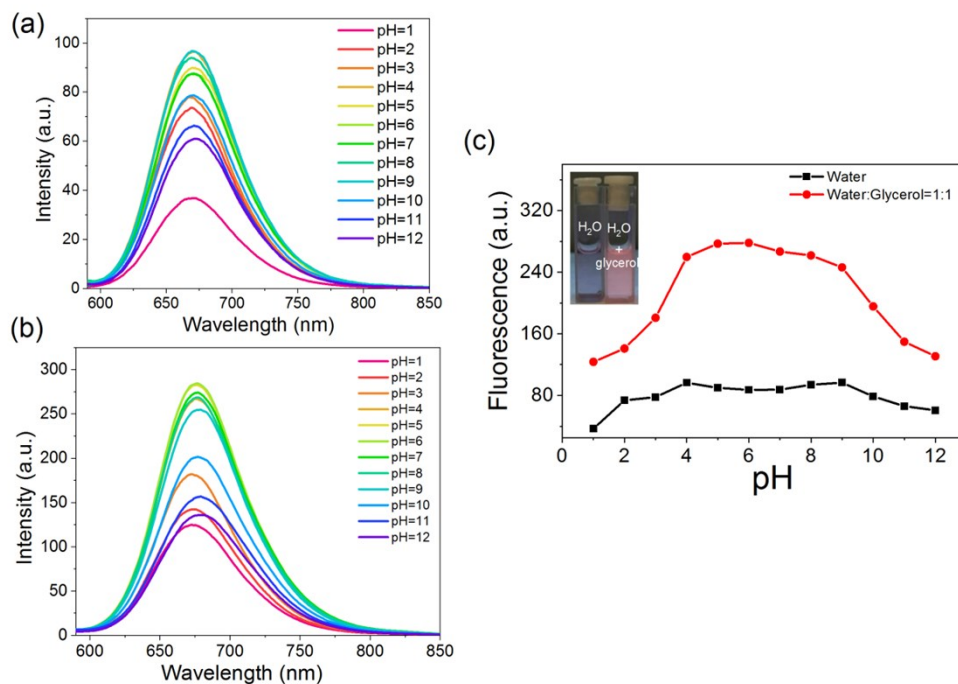 (a)
100
80
60
40
20
0
Intensity (a.u.)
600
650
700
750
800
850
Wavelength (nm)
pH=1
pH=2
pH=3
pH=4
pH=5
pH=6
pH=7
pH=8
pH=9
pH=10
pH=11
pH=12
(b)
300
250
200
150
100
50
0
Intensity (a.u.)
600
650
700
750
800
850
Wavelength (nm)
pH=1
pH=2
pH=3
pH=4
pH=5
pH=6
pH=7
pH=8
pH=9
pH=10
pH=11
pH=12
(c)
360
280
160
80
Fluorescence (a.u.)
Water
Water:Glycerol=1:1
H₂O
H₂O
+
glycerol
0
2
4
6
8
10
12
pH